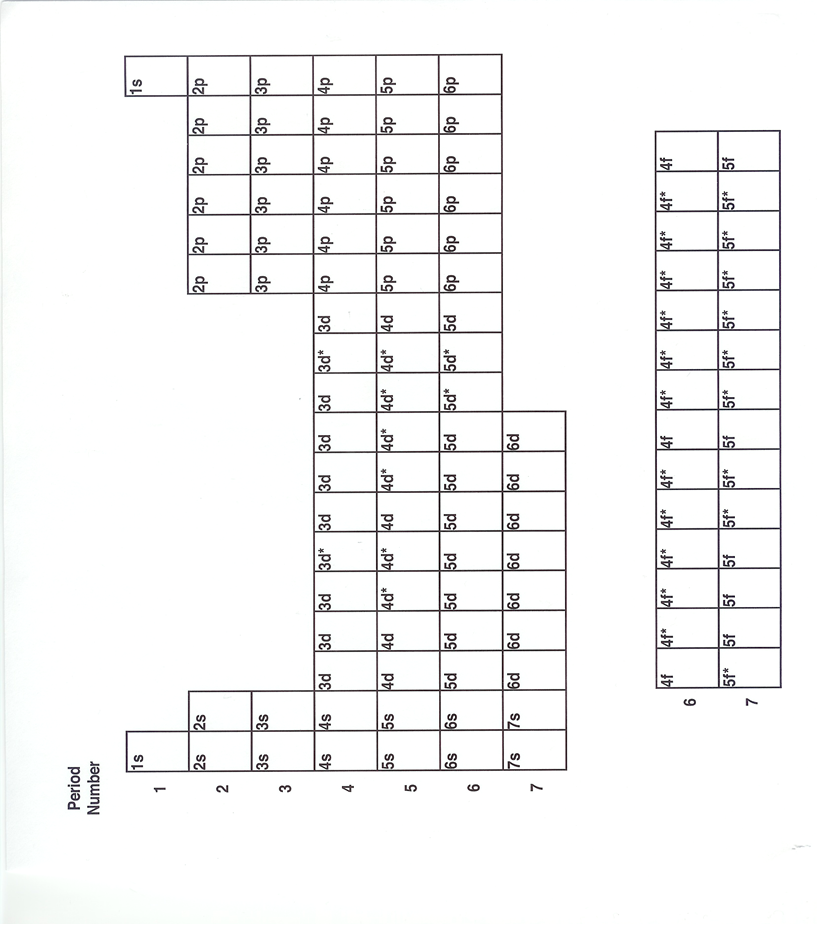 Period
Number
1 1s 1s
2 2s 2s 2p 2p 2p 2p 2p 2p
3 3s 3s 3p 3p 3p 3p 3p 3p
4 4s 4s 3d 3d 3d 3d* 3d 3d 3d 3d 3d* 3d 4p 4p 4p 4p 4p 4p
5 5s 5s 4d 4d 4d* 4d* 4d 4d* 4d* 4d* 4d* 4d 5p 5p 5p 5p 5p 5p
6 6s 6s 5d 5d 5d 5d 5d 5d 5d 5d* 5d* 5d 6p 6p 6p 6p 6p 6p
7 7s 7s 6d 6d 6d 6d 6d 6d 6d
6 4f 4f* 4f* 4f* 4f* 4f* 4f 4f* 4f* 4f* 4f* 4f* 4f* 4f
7 5f* 5f 5f 5f 5f* 5f* 5f 5f* 5f* 5f* 5f* 5f* 5f* 5f